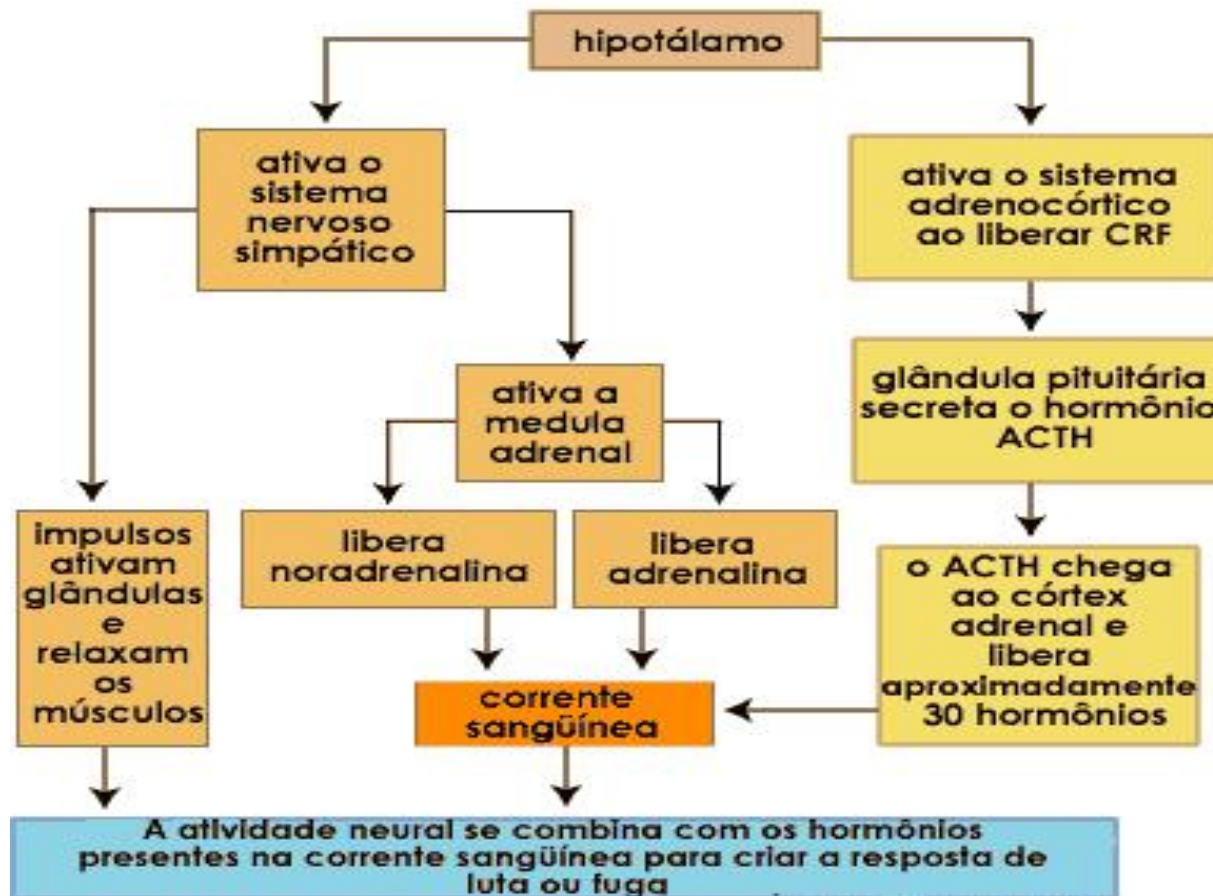 hipotálamo
ativa o
sistema
nervoso
simpático
ativa o sistema
adrenocórtico
ao liberar CRF
ativa a
medula
adrenal
glândula pituitária
secreta o hormônio
ACTH
impulsos
ativam
glândulas
e
relaxam
os
músculos
libera
noradrenalina
libera
adrenalina
o ACTH chega
ao córtex
adrenal e
libera
aproximadamente
30 hormônios
corrente
sangüínea
A atividade neural se combina com os hormônios
presentes na corrente sangüínea para criar a resposta de
luta ou fuga